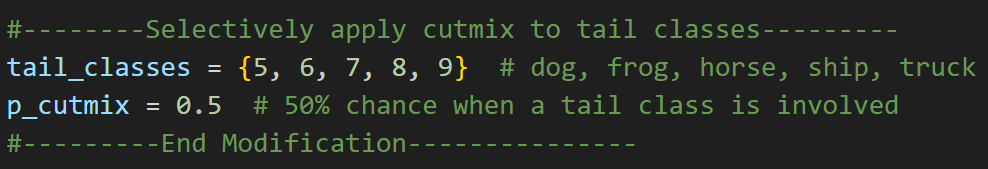 #--------Selectively apply cutmix to tail classes---------
tail_classes = {5, 6, 7, 8, 9}  # dog, frog, horse, ship, truck
p_cutmix = 0.5  # 50% chance when a tail class is involved
#---------End Modification---------------